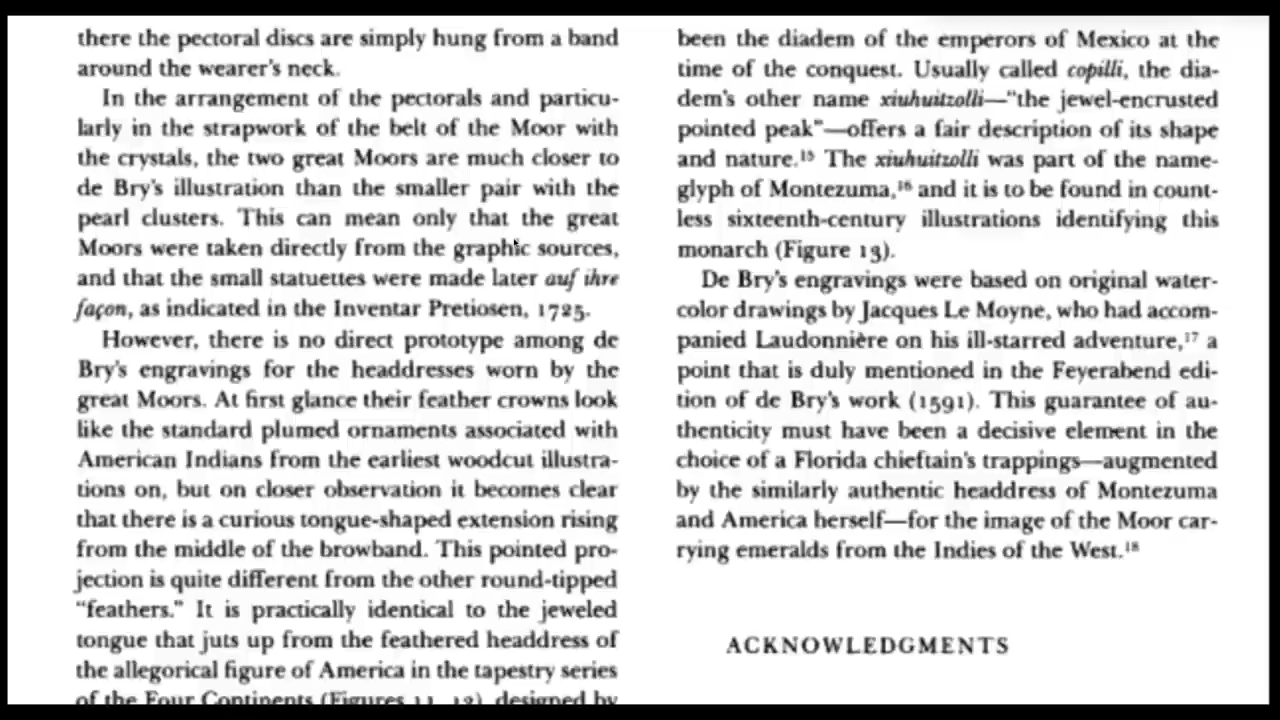 there the pectoral discs are simply hung from a band
around the wearer's neck.
In the arrangement of the pectorals and particu-
larly in the strapwork of the belt of the Moor with
the crystals, the two great Moors are much closer to
de Bry's illustration than the smaller pair with the
pearl clusters. This can mean only that the great
Moors were taken directly from the graphic sources,
and that the small statuettes were made later auf ihre
façon, as indicated in the Inventar Pretiosen, 1725.
However, there is no direct prototype among de
Bry's engravings for the headdresses worn by the
great Moors. At first glance their feather crowns look
like the standard plumed ornaments associated with
American Indians from the earliest woodcut illustra-
tions on, but on closer observation it becomes clear
that there is a curious tongue-shaped extension rising
from the middle of the browband. This pointed pro-
jection is quite different from the other round-tipped
"feathers." It is practically identical to the jeweled
tongue that juts up from the feathered headdress of
the allegorical figure of America in the tapestry series
of the Four Continents (Figures 11, 12), designed by
been the diadem of the emperors of Mexico at the
time of the conquest. Usually called copilli, the dia-
dem's other name xiuhuitzolli—"the jewel-encrusted
pointed peak"—offers a fair description of its shape
and nature.¹⁵ The xiuhuitzolli was part of the name-
glyph of Montezuma,¹⁶ and it is to be found in count-
less sixteenth-century illustrations identifying this
monarch (Figure 13).
De Bry's engravings were based on original water-
color drawings by Jacques Le Moyne, who had accom-
panied Laudonnière on his ill-starred adventure,¹⁷ a
point that is duly mentioned in the Feyerabend edi-
tion of de Bry's work (1591). This guarantee of au-
thenticity must have been a decisive element in the
choice of a Florida chieftain's trappings—augmented
by the similarly authentic headdress of Montezuma
and America herself—for the image of the Moor car-
rying emeralds from the Indies of the West.¹⁸
ACKNOWLEDGMENTS